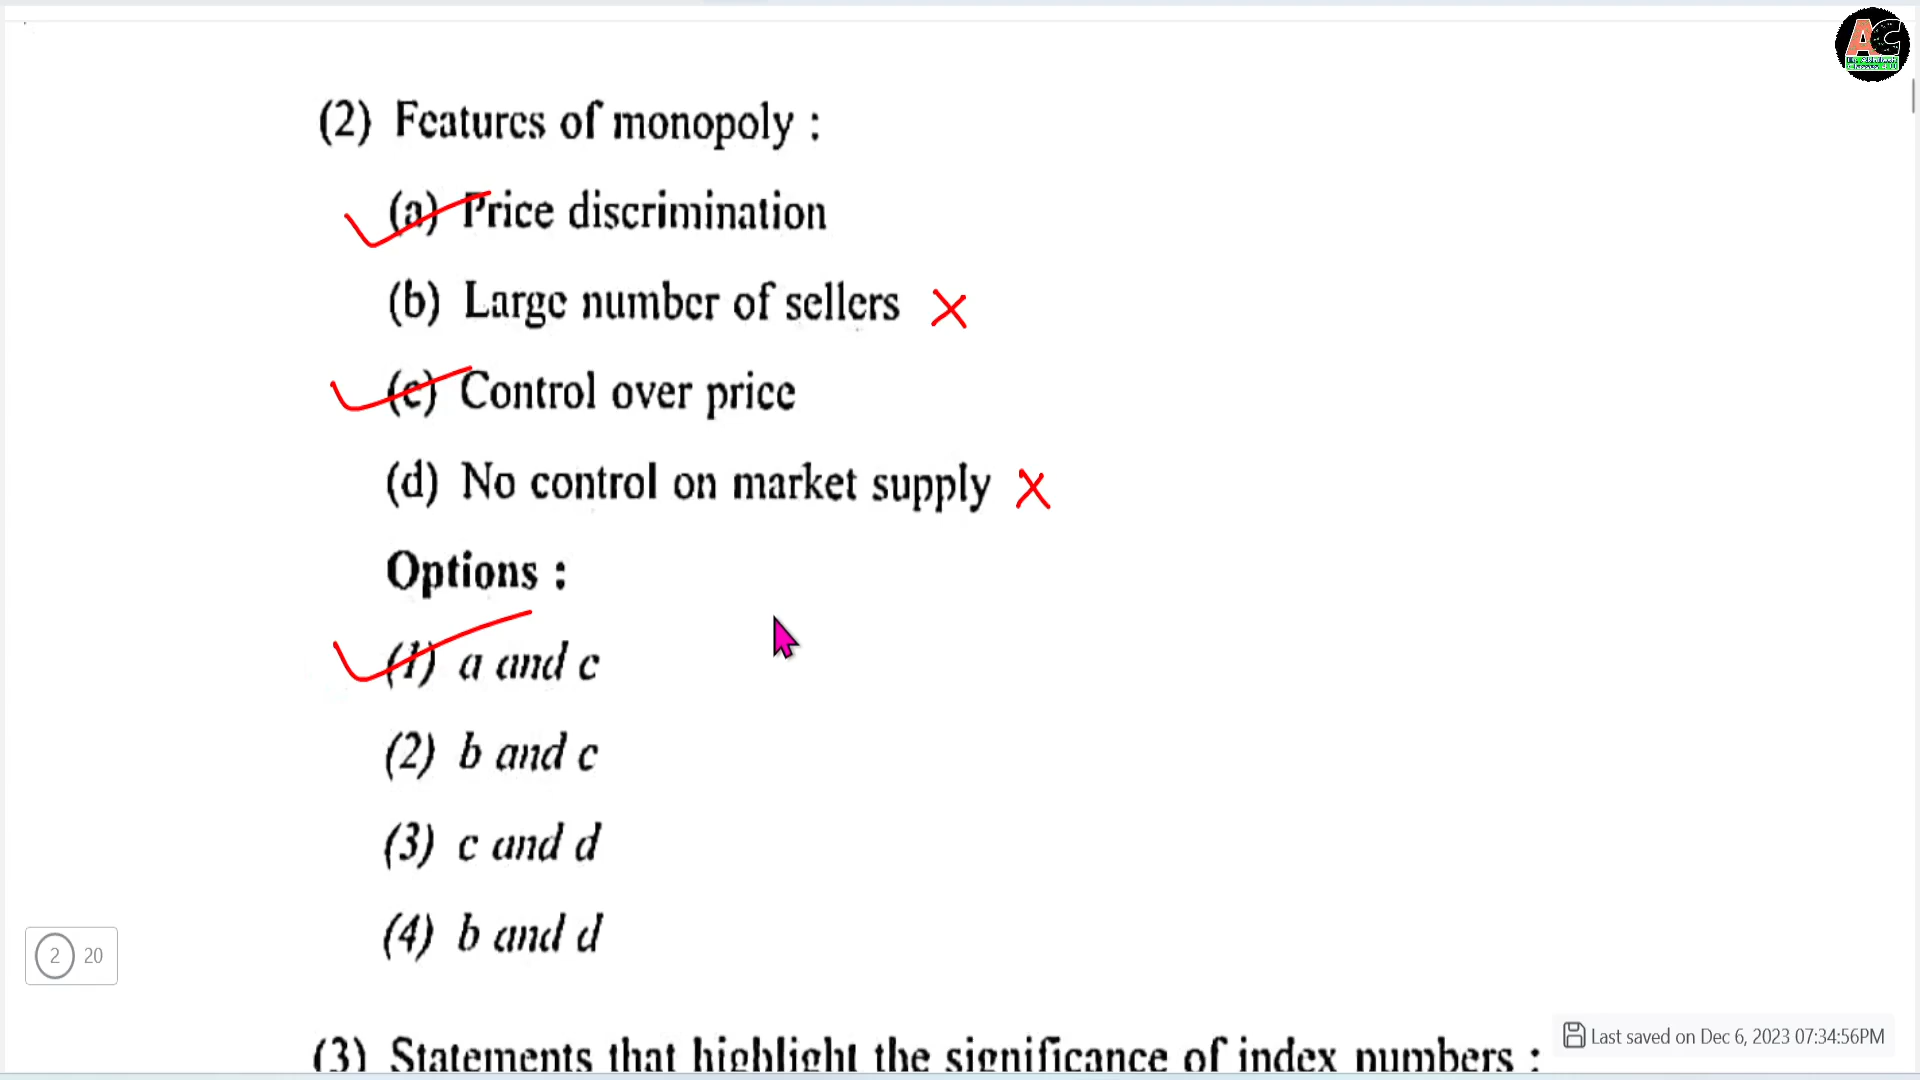 AC
(2) Features of monopoly :
(a) Price discrimination
(b) Large number of sellers
(c) Control over price
(d) No control on market supply
Options :
(1) a and c
(2) b and c
(3) c and d
(4) b and d
2 20
(3) Statements that highlight the significance of index numbers :
Last saved on Dec 6, 2023 07:34:56PM